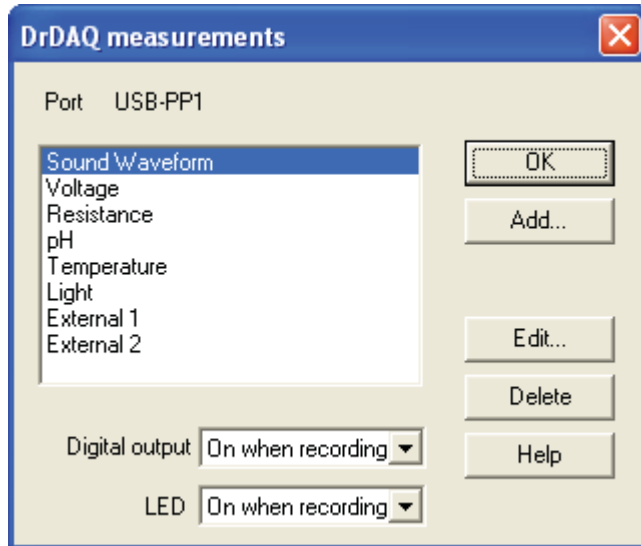 DrDAQ measurements
Port USB-PP1
Sound Waveform
Voltage
Resistance
pH
Temperature
Light
External 1
External 2
OK
Add...
Edit...
Delete
Help
Digital output On when recording
LED On when recording